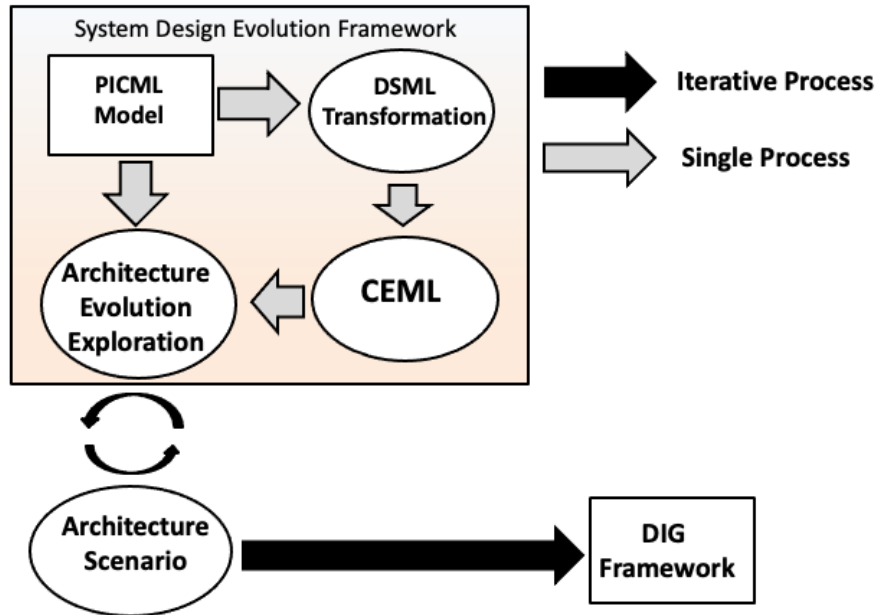 System Design Evolution Framework
PICML
Model
DSML
Transformation
Iterative Process
Single Process
Architecture
Evolution
Exploration
CEML
Architecture
Scenario
DIG
Framework